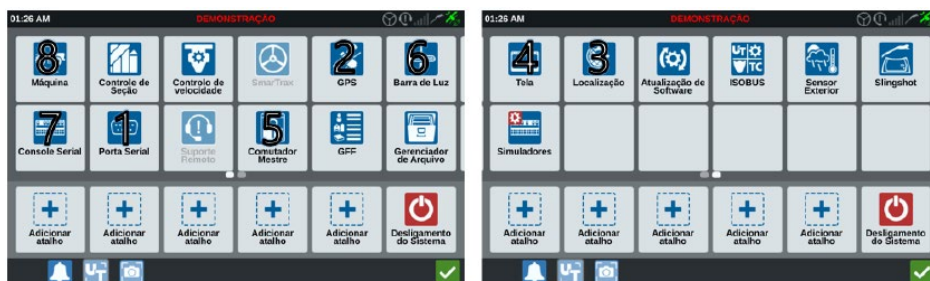 01:26 AM DEMONSTRAÇÃO
8 2 6
Máquina Controle de Seção Controle de velocidade SmarTrax GPS Barra de Luz
7 1 5
Console Serial Porta Serial Suporte Remoto Comutador Mestre GFF Gerenciador de Arquivo
Adicionar atalho Adicionar atalho Adicionar atalho Adicionar atalho Adicionar atalho Desligamento do Sistema
UT
01:26 AM DEMONSTRAÇÃO
4 3 UT TC
Tela Localização Atualização de Software ISOBUS Sensor Exterior Slingshot
Simuladores
Adicionar atalho Adicionar atalho Adicionar atalho Adicionar atalho Adicionar atalho Desligamento do Sistema
UT